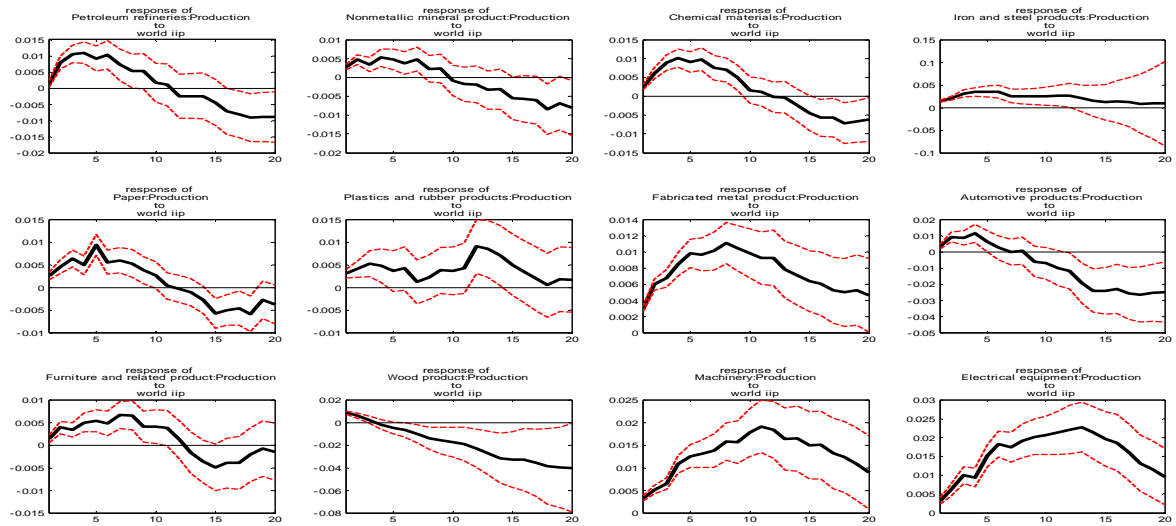 response of
Petroleum refineries:Production
to
world iip
0.015
0.01
0.005
0
-0.005
-0.01
-0.015
-0.02
5
10
15
20
response of
Nonmetallic mineral product:Production
to
world iip
0.015
0.01
0.005
0
-0.005
-0.01
-0.015
-0.02
5
10
15
20
response of
Chemical materials:Production
to
world iip
0.015
0.01
0.005
0
-0.005
-0.01
-0.015
5
10
15
20
response of
Iron and steel products:Production
to
world iip
0.15
0.1
0.05
0
-0.05
-0.1
5
10
15
20
response of
Paper:Production
to
world iip
0.015
0.01
0.005
0
-0.005
-0.01
5
10
15
20
response of
Plastics and rubber products:Production
to
world iip
0.015
0.01
0.005
0
-0.005
-0.01
5
10
15
20
response of
Fabricated metal product:Production
to
world iip
0.014
0.012
0.01
0.008
0.006
0.004
0.002
0
5
10
15
20
response of
Automotive products:Production
to
world iip
0.02
0.01
0
-0.01
-0.02
-0.03
-0.04
-0.05
5
10
15
20
response of
Furniture and related product:Production
to
world iip
0.01
0.005
0
-0.005
-0.01
-0.015
5
10
15
20
response of
Wood product:Production
to
world iip
0.02
0
-0.02
-0.04
-0.06
-0.08
5
10
15
20
response of
Machinery:Production
to
world iip
0.025
0.02
0.015
0.01
0.005
0
5
10
15
20
response of
Electrical equipment:Production
to
world iip
0.03
0.025
0.02
0.015
0.01
0.005
0
5
10
15
20